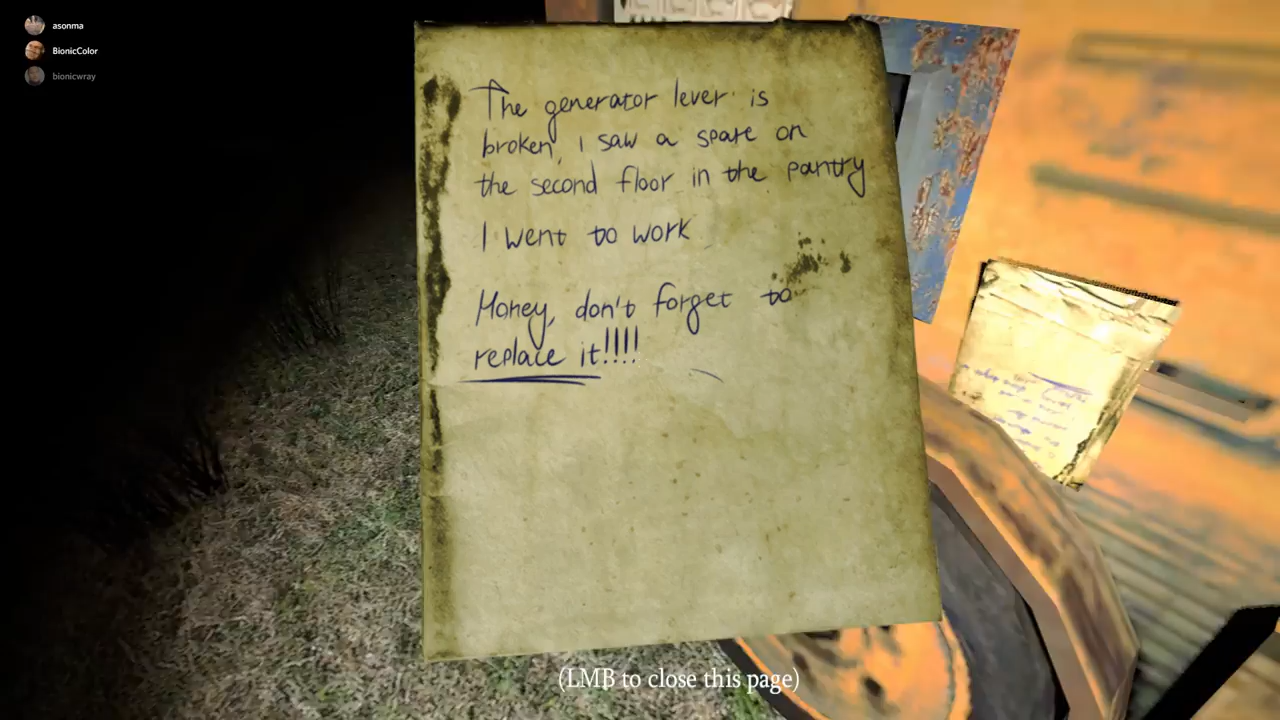 asonma
BionicColor
bionicwray
The generator lever is
broken, i saw a spare on
the second floor in the pantry
I went to work
Honey, don't forget to
replace it!!!!
(LMB to close this page)